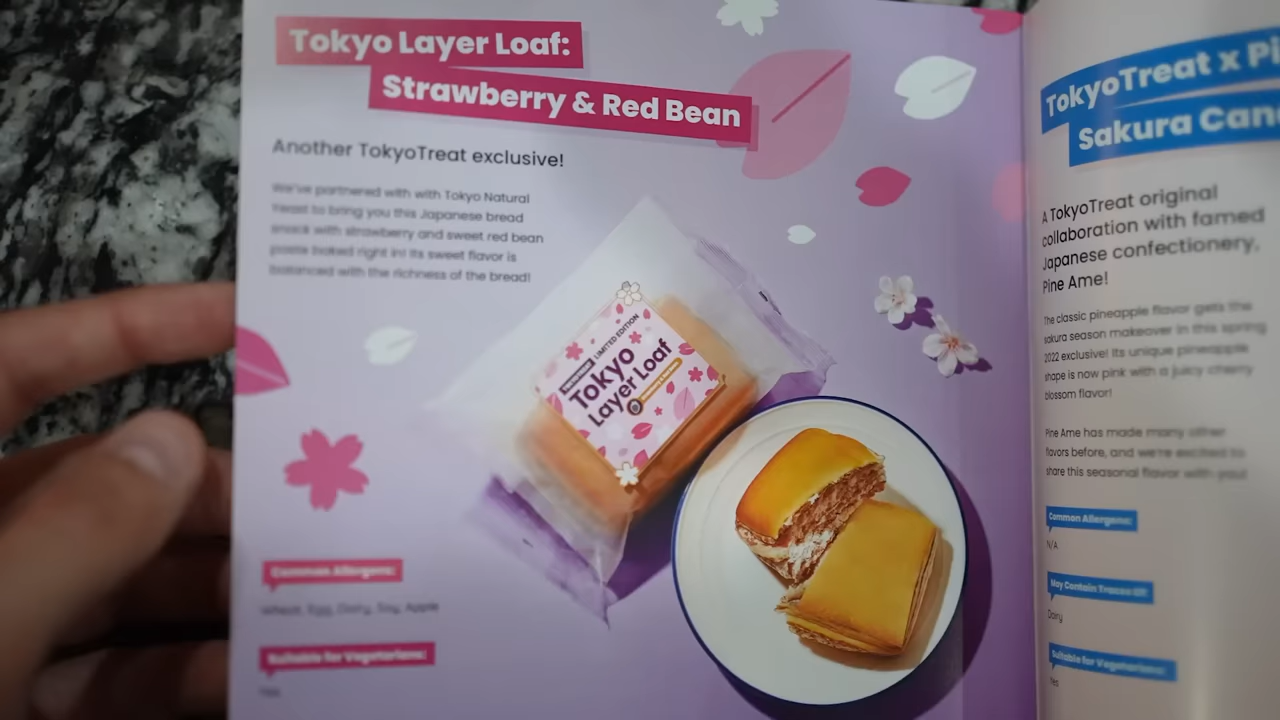 Tokyo Layer Loaf:
Strawberry & Red Bean
Another TokyoTreat exclusive!
We've partnered with with Tokyo Natural
Yeast to bring you this Japanese bread
snack with strawberry and sweet red bean
paste baked right in! Its sweet flavor is
balanced with the richness of the bread!
LIMITED EDITION
Tokyo
Layer Loaf
Common Allergens:
Wheat, Egg, Dairy, Soy, Apple
Suitable for Vegetarians:
Yes
TokyoTreat x Pi
Sakura Can
A TokyoTreat original
collaboration with famed
Japanese confectionery,
Pine Ame!
The classic pineapple flavor gets the
sakura season makeover in this spring
2022 exclusive! Its unique pineapple
shape is now pink with a juicy cherry
blossom flavor!
Pine Ame has made many other
flavors before, and we're excited to
share this seasonal flavor with you!
Common Allergens:
N/A
May Contain Traces Of:
Dairy
Suitable for Vegetarians:
Yes